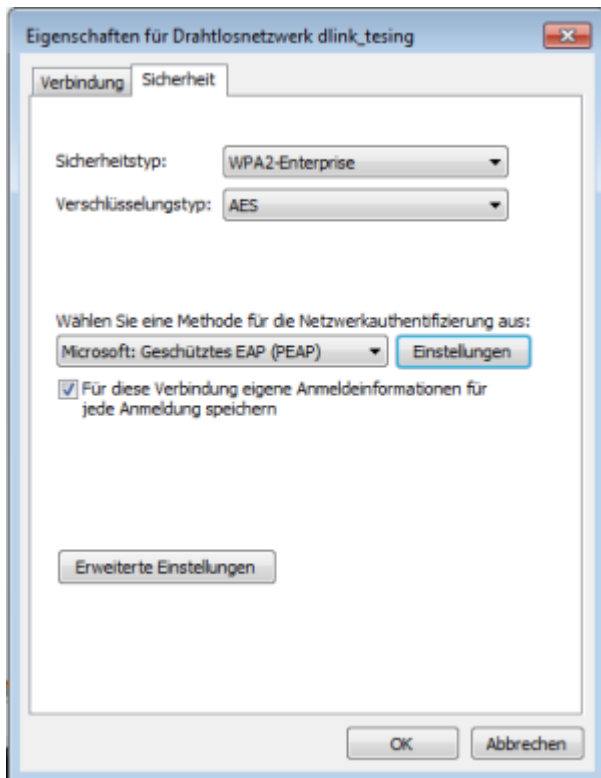 Eigenschaften für Drahtlosnetzwerk dlink_tesing
Verbindung Sicherheit
Sicherheitstyp: WPA2-Enterprise
Verschlüsselungstyp: AES
Wählen Sie eine Methode für die Netzwerkauthentifizierung aus:
Microsoft: Geschütztes EAP (PEAP) Einstellungen
Für diese Verbindung eigene Anmeldeinformationen für
jede Anmeldung speichern
Erweiterte Einstellungen
OK Abbrechen